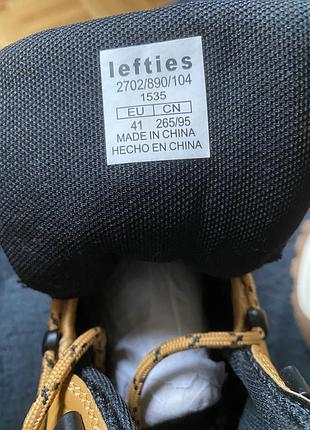 lefties
2702/890/104
1535
EU CN
41 265/95
MADE IN CHINA
HECHO EN CHINA